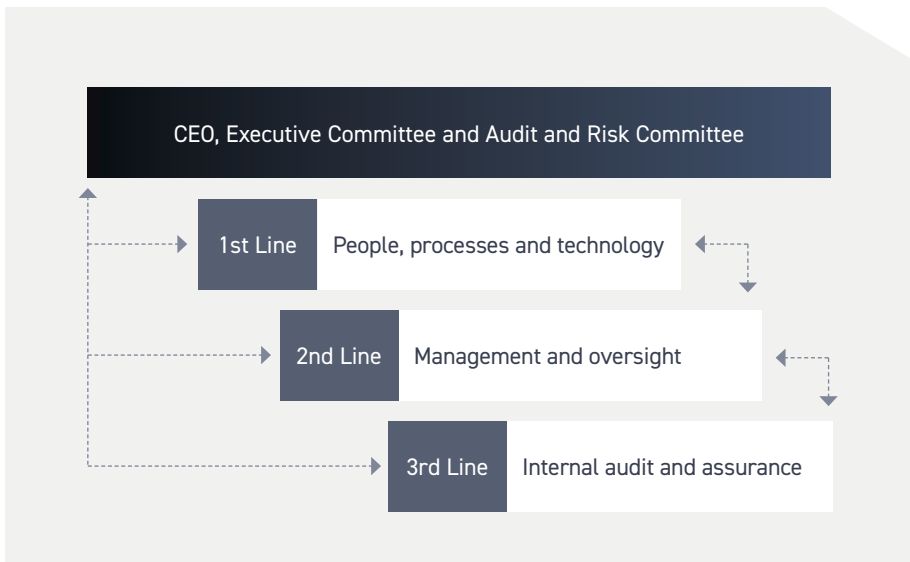 CEO, Executive Committee and Audit and Risk Committee
1st Line People, processes and technology
2nd Line Management and oversight
3rd Line Internal audit and assurance